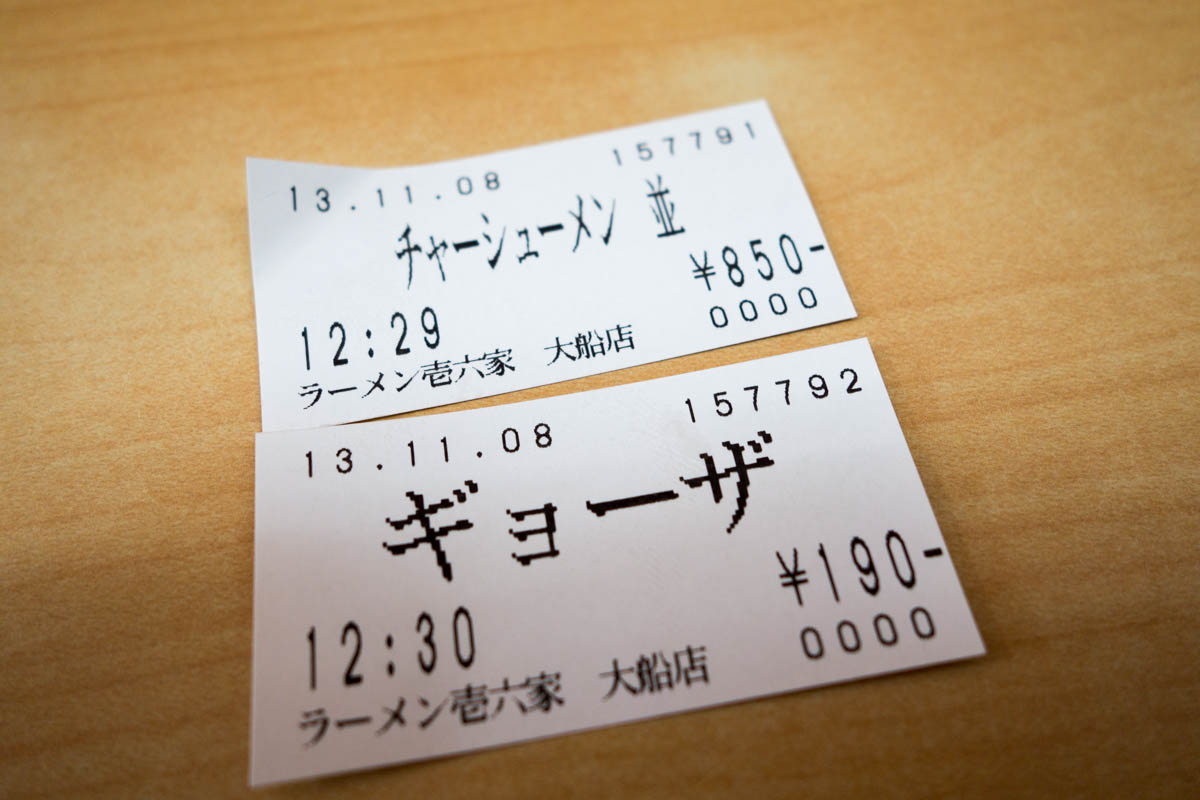 13.11.08 157791
チャーシューメン 並
¥850-
12:29 0000
ラーメン壱六家 大船店
13.11.08 157792
ギョーザ
¥190-
12:30 0000
ラーメン壱六家 大船店